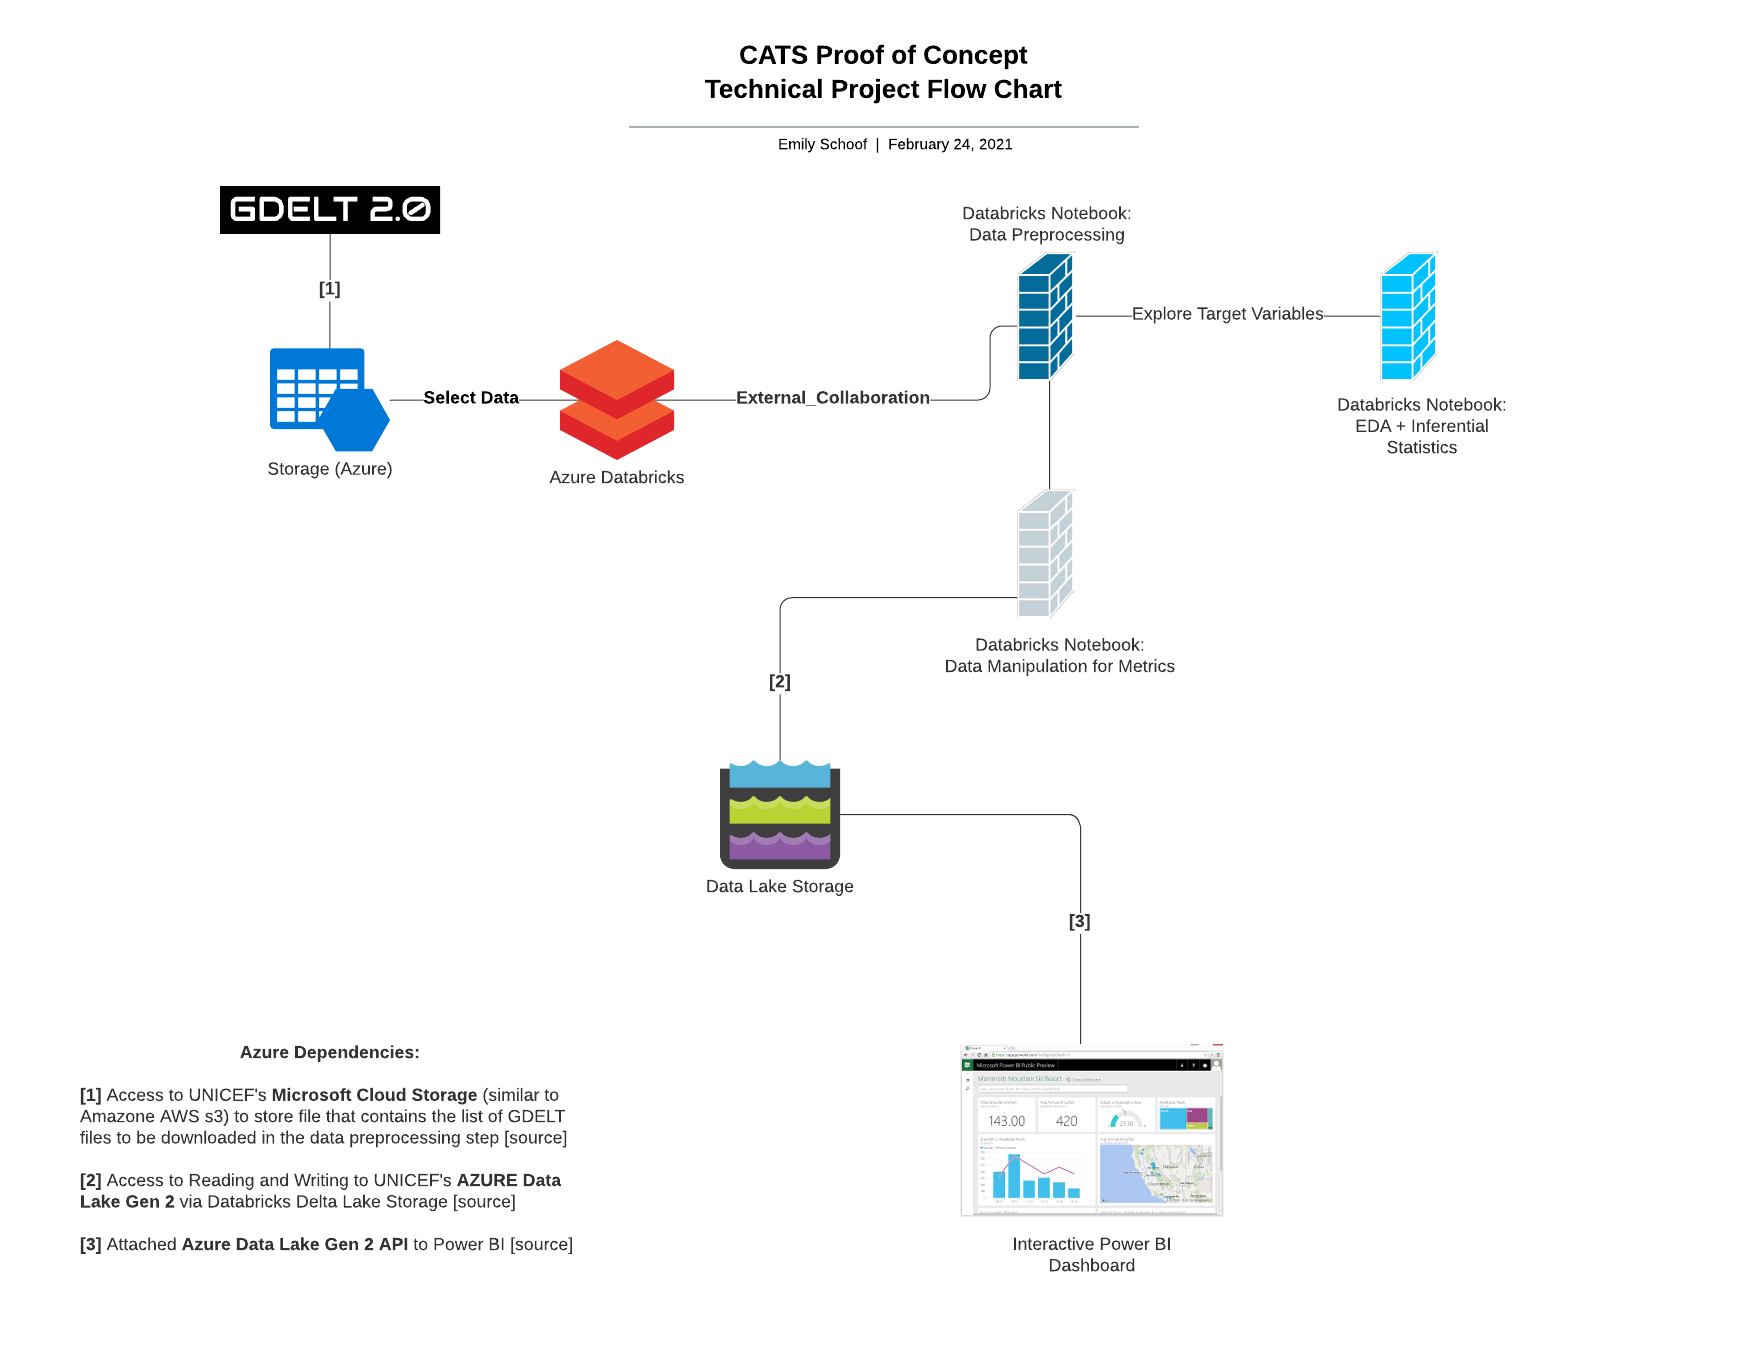 CATS Proof of Concept
Technical Project Flow Chart
Emily Schoof | February 24, 2021
GDELT 2.0
[1]
Storage (Azure)
Select Data
Azure Databricks
External_Collaboration
Databricks Notebook:
Data Preprocessing
Explore Target Variables
Databricks Notebook:
EDA + Inferential
Statistics
Databricks Notebook:
Data Manipulation for Metrics
[2]
Data Lake Storage
[3]
Azure Dependencies:
[1] Access to UNICEF's Microsoft Cloud Storage (similar to
Amazone AWS s3) to store file that contains the list of GDELT
files to be downloaded in the data preprocessing step [source]
[2] Access to Reading and Writing to UNICEF's AZURE Data
Lake Gen 2 via Databricks Delta Lake Storage [source]
[3] Attached Azure Data Lake Gen 2 API to Power BI [source]
Microsoft Power BI Public Preview
Mammoth Mountain Ski Resort
143.00
420
23.30
Interactive Power BI
Dashboard